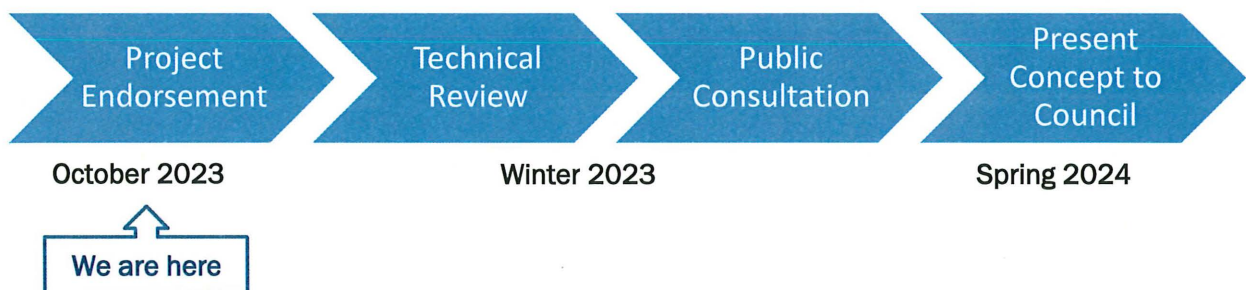 Project
Endorsement
Technical
Review
Public
Consultation
Present
Concept to
Council
October 2023
Winter 2023
Spring 2024
We are here